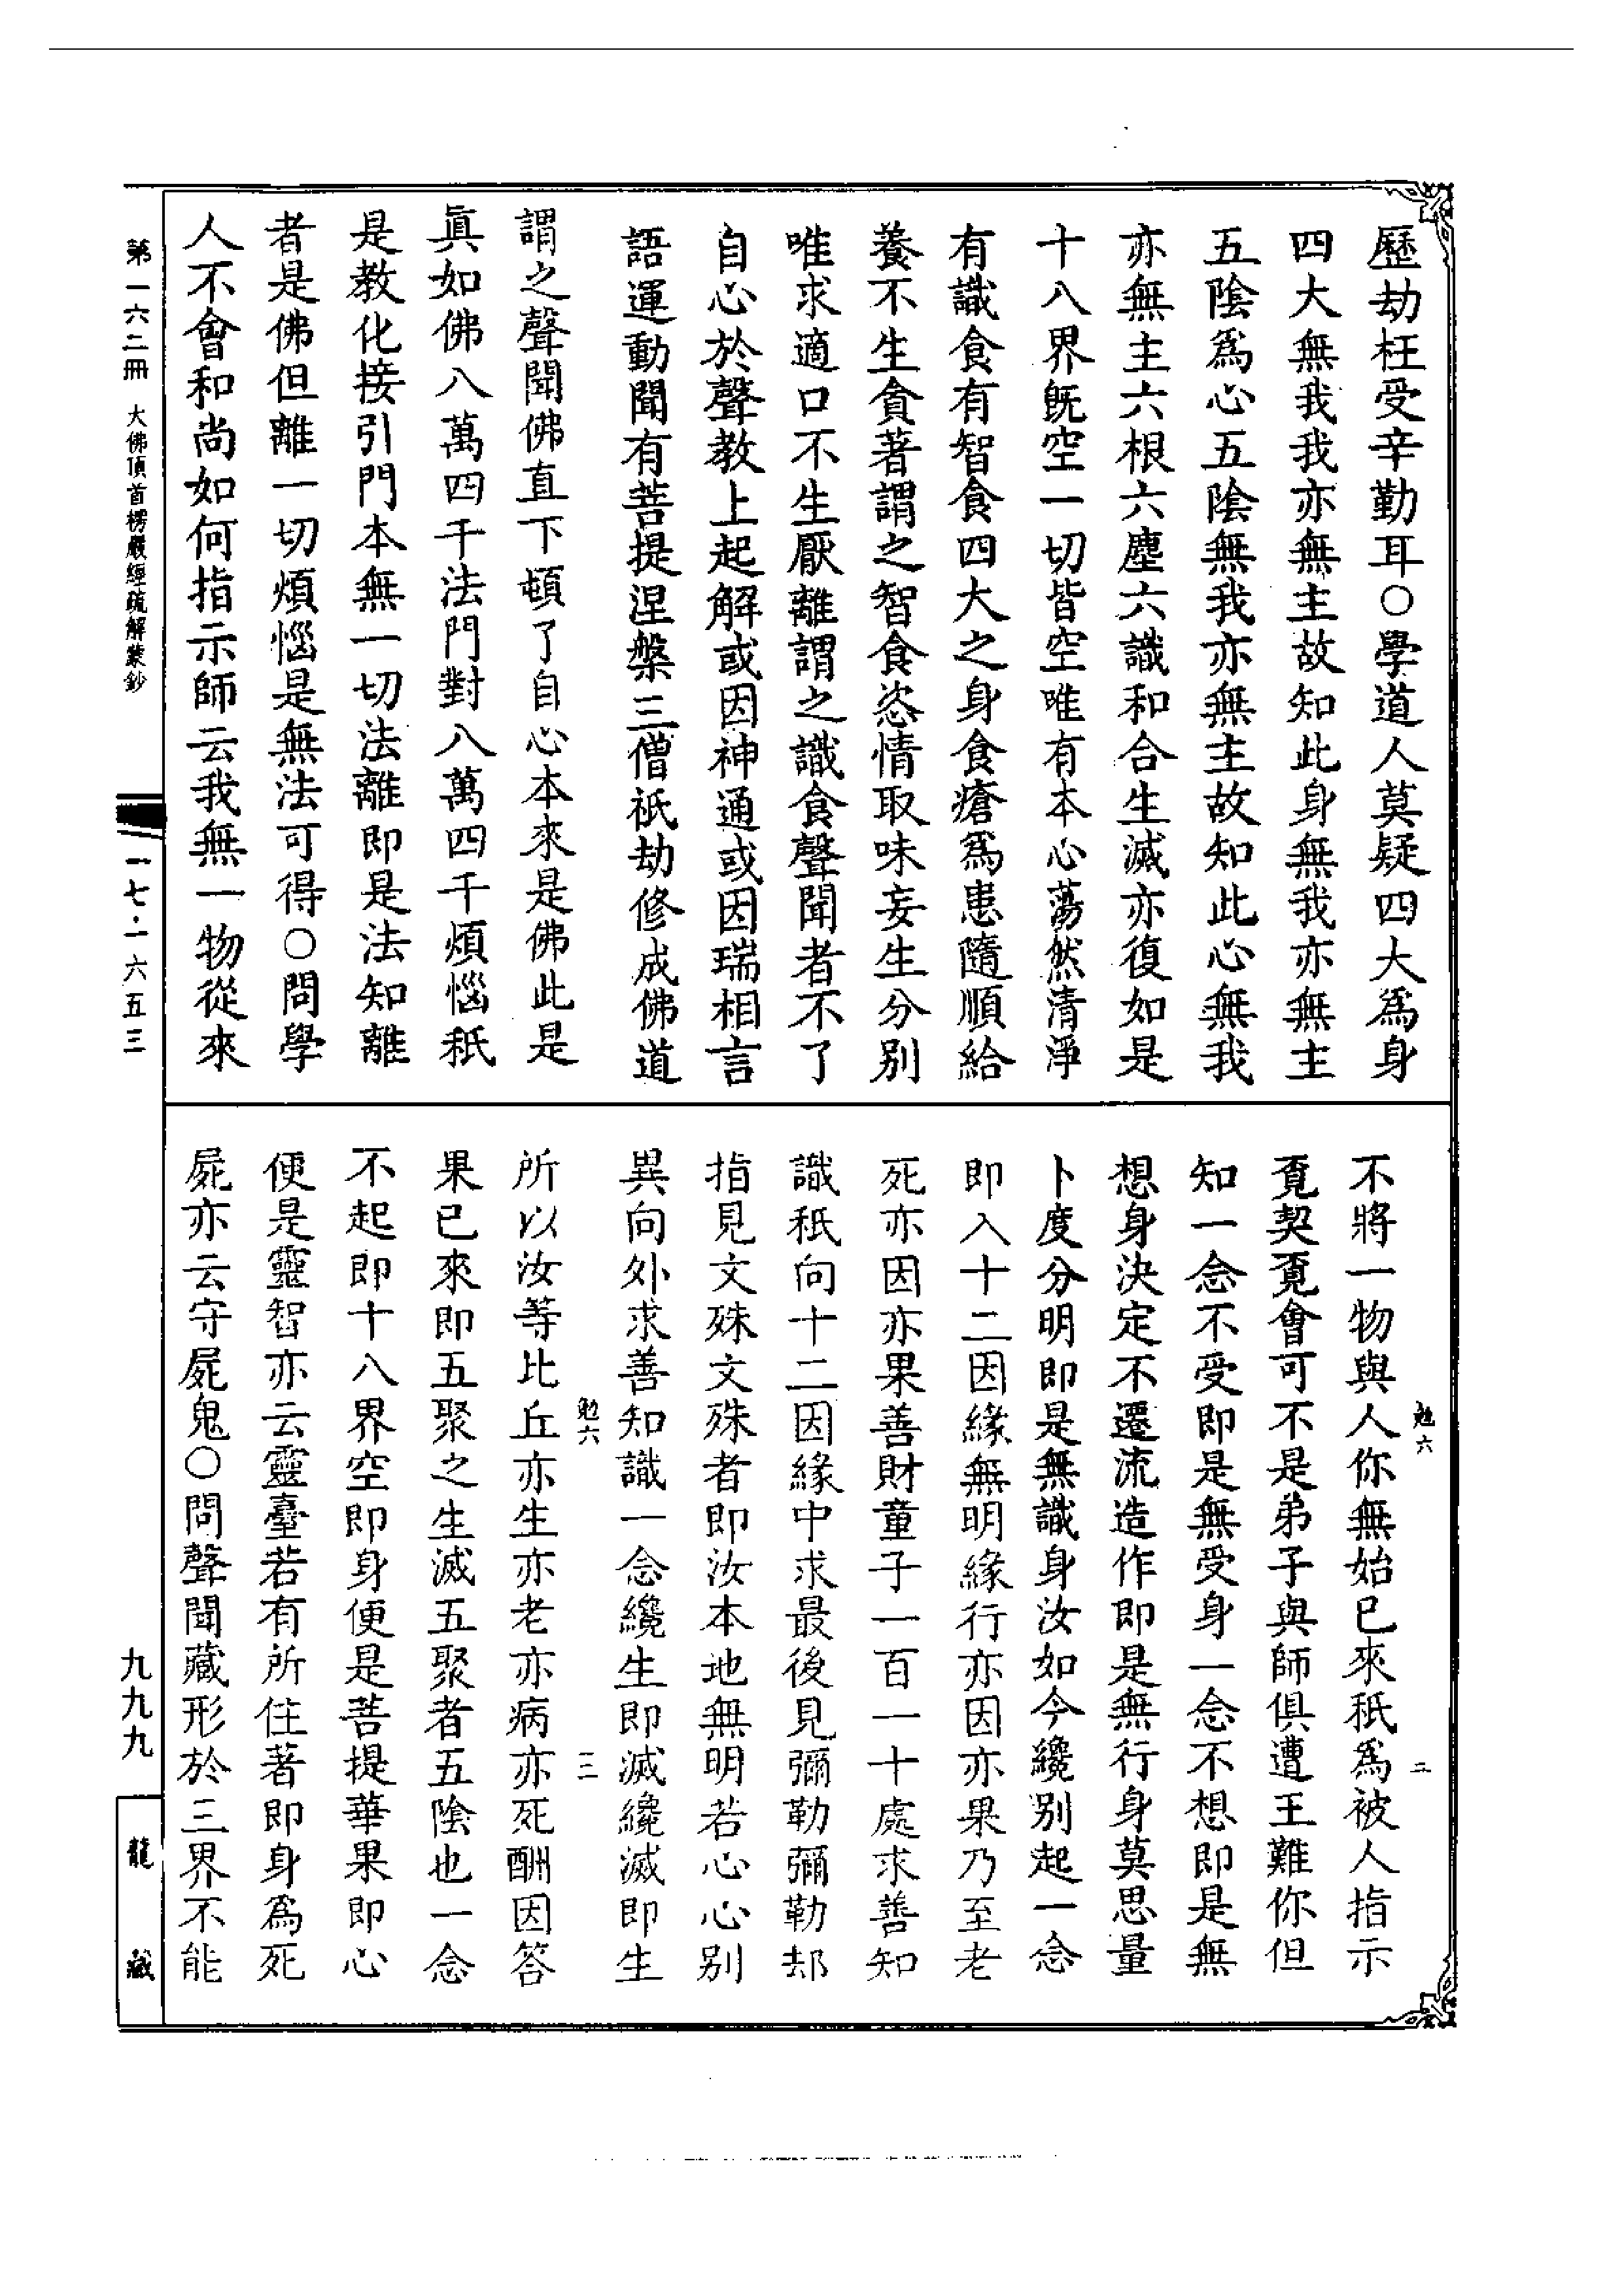 歷劫枉受辛勤耳○學道人莫疑四大爲身
四大無我我亦無主故知此身無我亦無主
五陰爲心五陰無我亦無主故知此心無我
亦無主六根六塵六識和合生滅亦復如是
十八界旣空一切皆空唯有本心蕩然清淨
有識食有智食四大之身食瘡爲患隨順給
養不生貪著謂之智食恣情取味妄生分別
唯求適口不生厭離謂之識食聲聞者不了
自心於聲教上起解或因神通或因瑞相言
語運動聞有菩提涅槃三僧祇劫修成佛道
謂之聲聞佛直下頓了自心本來是佛此是
眞如佛八萬四千法門對八萬四千煩惱秖
是教化接引門本無一切法離即是法知離
者是佛但離一切煩惱是無法可得○問學
人不會和尚如何指示師云我無一物從來
不將一物與人你無始已來秖爲被人指示
覔契覔會可不是弟子與師俱遭王難你但
知一念不受即是無受身一念不想即是無
想身決定不遷流造作即是無行身莫思量
卜度分明即是無識身汝如今纔別起一念
即入十二因緣無明緣行亦因亦果乃至老
死亦因亦果善財童子一百一十處求善知
識秖向十二因緣中求最後見彌勒彌勒却
指見文殊文殊者即汝本地無明若心心別
異向外求善知識一念纔生即滅纔滅即生
所以汝等比丘亦生亦老亦病亦死酬因答
果已來即五聚之生滅五聚者五陰也一念
不起即十八界空即身便是菩提華果即心
便是靈智亦云靈臺若有所住著即身爲死
屍亦云守屍鬼○問聲聞藏形於三界不能
勉六
二
勉六
三
第一六二冊
大佛頂首楞嚴經疏解蒙鈔
一七·一六五三
九九九
龍藏